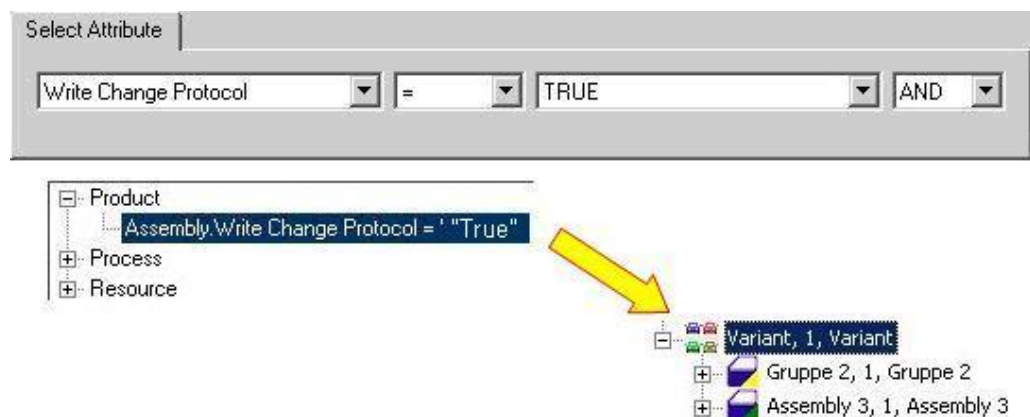 Select Attribute
Write Change Protocol = TRUE AND
Product
Assembly.Write Change Protocol = ' "True"
Process
Resource
Variant, 1, Variant
Gruppe 2, 1, Gruppe 2
Assembly 3, 1, Assembly 3